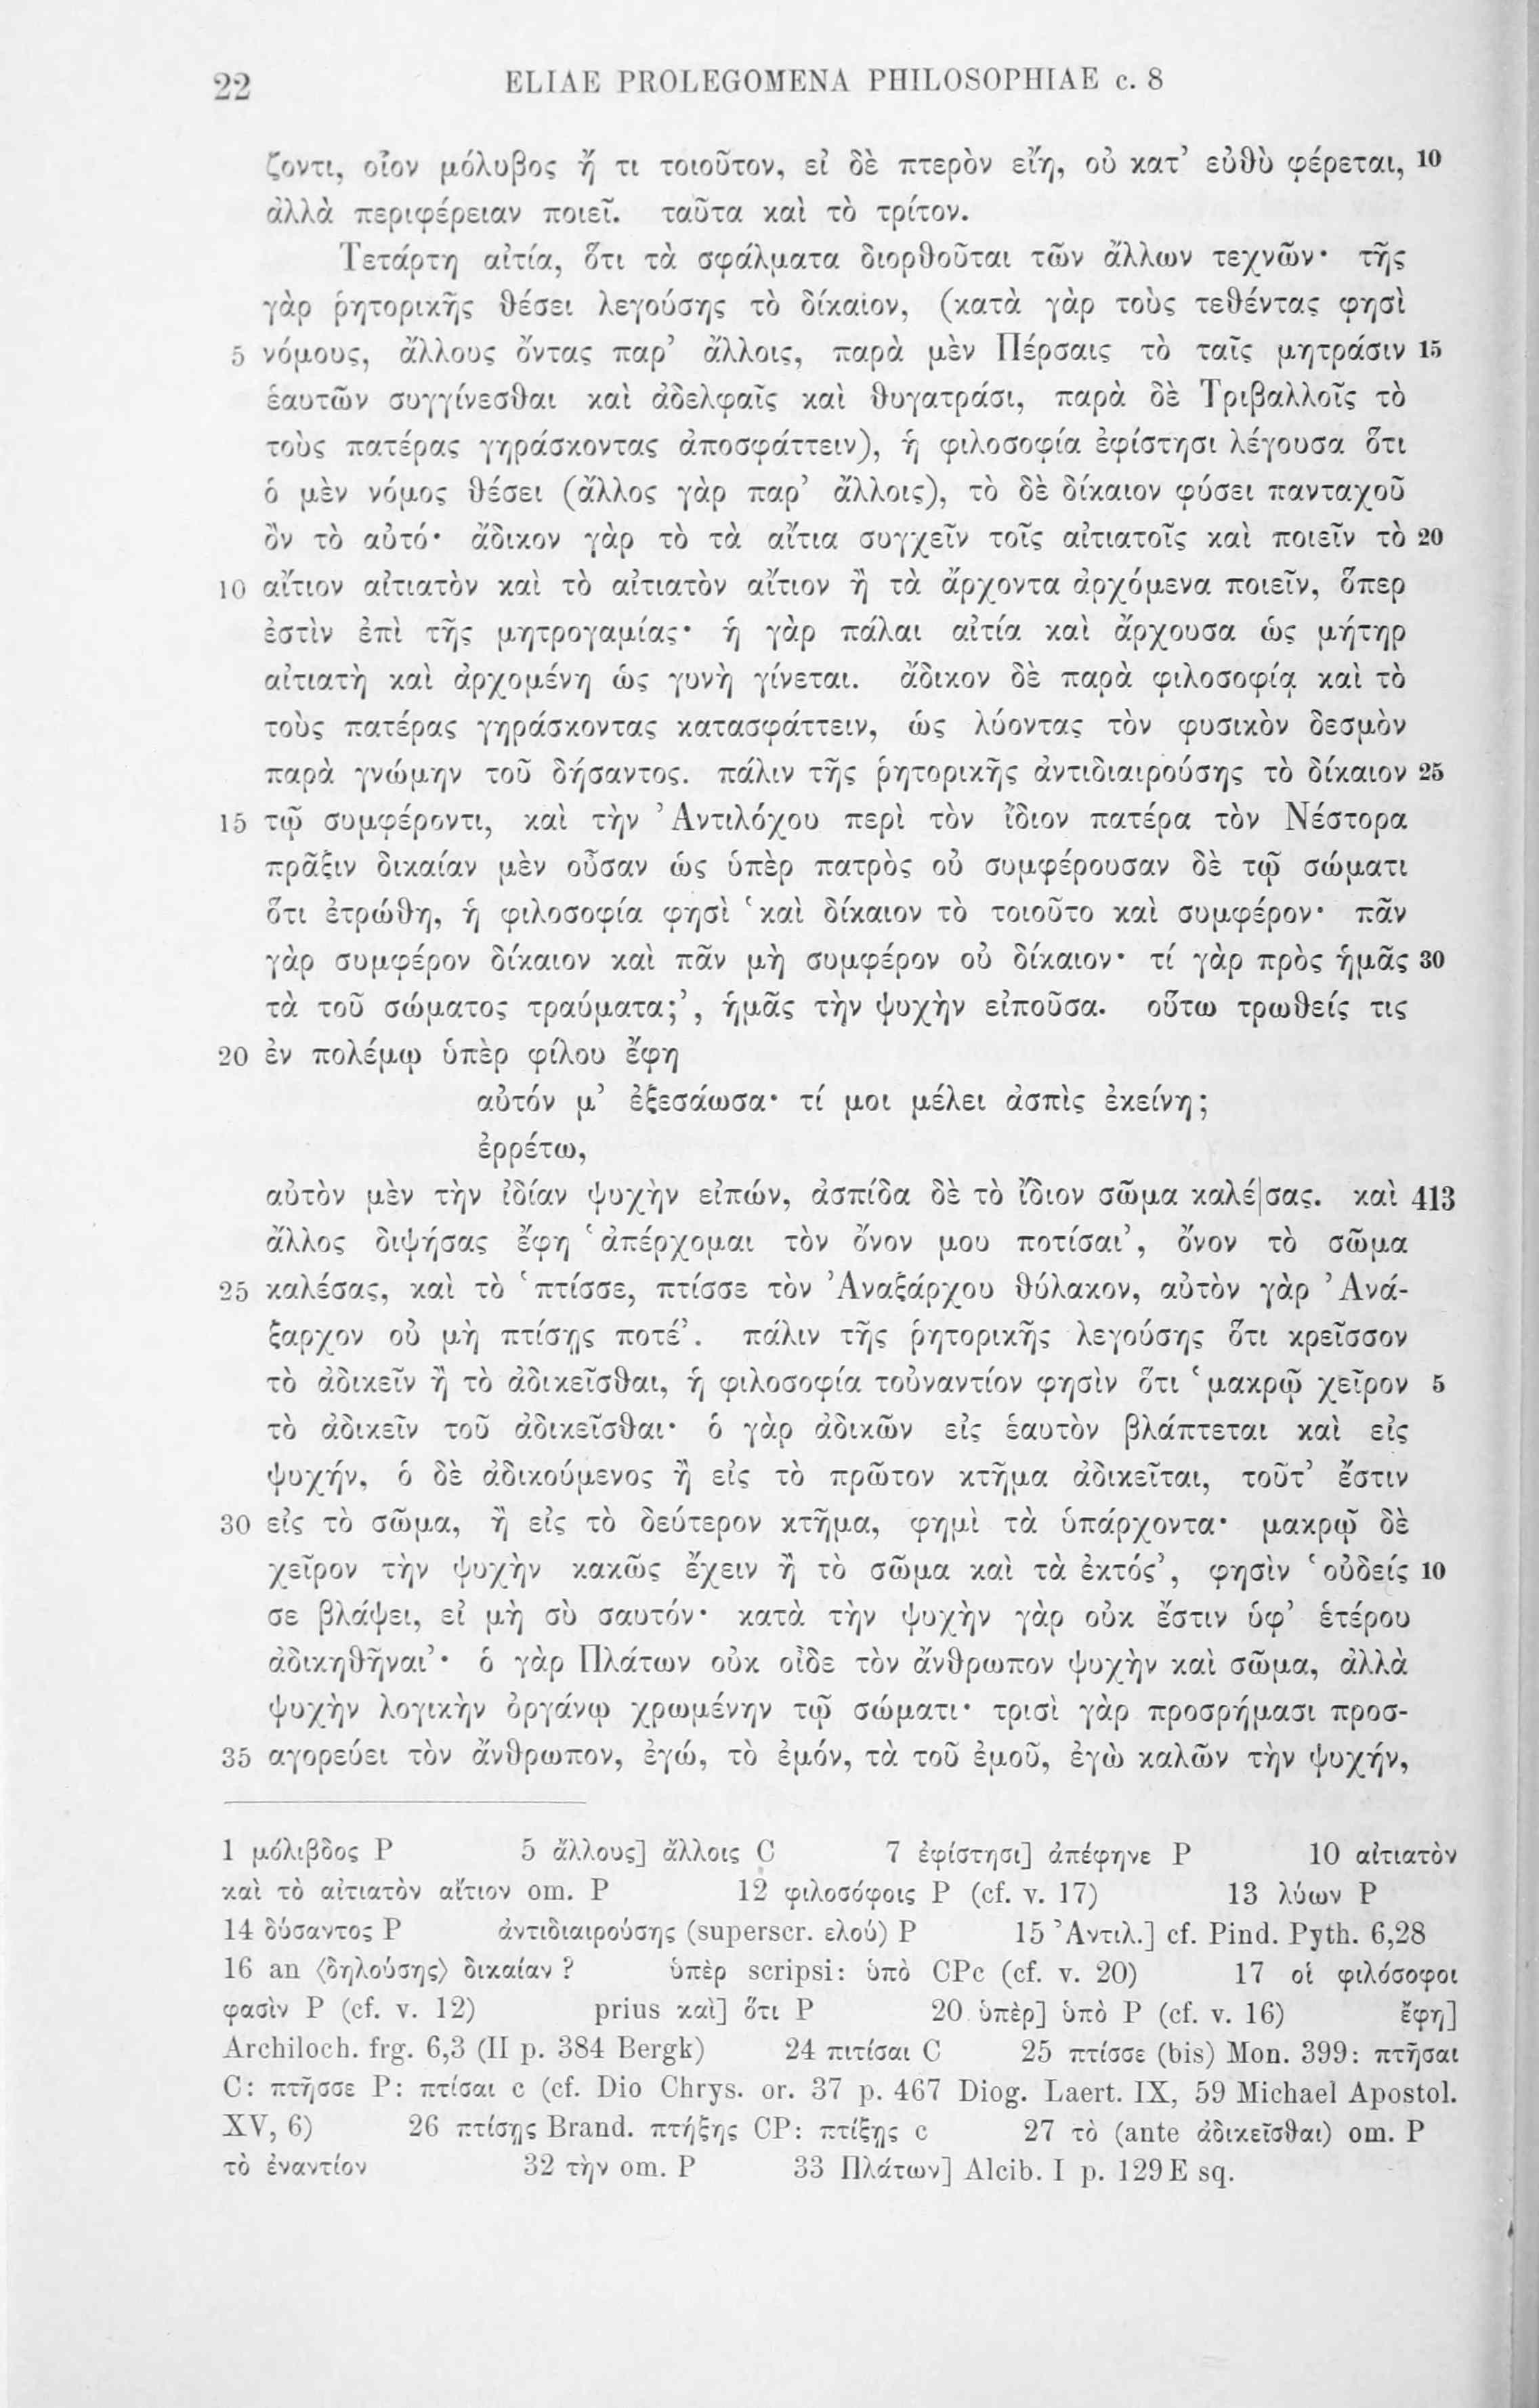 22 ELIAE PROLEGOMENA PHILOSOPHIAE c. 8
ζοντι, οἷον μόλυβος ἤ τι τοιοῦτον, εἰ δὲ πτερὸν εἴη, οὐ κατ’ εὐθὺ φέρεται, 10
ἀλλὰ περιφέρειαν ποιεῖ. ταῦτα καὶ τὸ τρίτον.
Τετάρτη αἰτία, ὅτι τὰ σφάλματα διορθοῦται τῶν ἄλλων τεχνῶν· τῆς
γὰρ ῥητορικῆς θέσει λεγούσης τὸ δίκαιον, (κατὰ γὰρ τοὺς τεθέντας φησὶ
5 νόμους, ἄλλους ὄντας παρ’ ἄλλοις, παρὰ μὲν Πέρσαις τὸ ταῖς μητράσιν 15
ἑαυτῶν συγγίνεσθαι καὶ ἀδελφαῖς καὶ θυγατράσι, παρὰ δὲ Τριβαλλοῖς τὸ
τοὺς πατέρας γηράσκοντας ἀποσφάττειν), ἡ φιλοσοφία ἐφίστησι λέγουσα ὅτι
ὁ μὲν νόμος θέσει (ἄλλος γὰρ παρ’ ἄλλοις), τὸ δὲ δίκαιον φύσει πανταχοῦ
ὂν τὸ αὐτό· ἄδικον γὰρ τὸ τὰ αἴτια συγχεῖν τοῖς αἰτιατοῖς καὶ ποιεῖν τὸ 20
10 αἴτιον αἰτιατὸν καὶ τὸ αἰτιατὸν αἴτιον ἢ τὰ ἄρχοντα ἀρχόμενα ποιεῖν, ὅπερ
ἐστὶν ἐπὶ τῆς μητρογαμίας· ἡ γὰρ πάλαι αἰτία καὶ ἄρχουσα ὡς μήτηρ
αἰτιατὴ καὶ ἀρχομένη ὡς γυνὴ γίνεται. ἄδικον δὲ παρὰ φιλοσοφίᾳ καὶ τὸ
τοὺς πατέρας γηράσκοντας κατασφάττειν, ὡς λύοντας τὸν φυσικὸν δεσμὸν
παρὰ γνώμην τοῦ δήσαντος. πάλιν τῆς ῥητορικῆς ἀντιδιαιρούσης τὸ δίκαιον 25
15 τῷ συμφέροντι, καὶ τὴν ’Αντιλόχου περὶ τὸν ἴδιον πατέρα τὸν Νέστορα
πρᾶξιν δικαίαν μὲν οὖσαν ὡς ὑπὲρ πατρὸς οὐ συμφέρουσαν δὲ τῷ σώματι
ὅτι ἐτρώθη, ἡ φιλοσοφία φησὶ ‘καὶ δίκαιον τὸ τοιοῦτο καὶ συμφέρον· πᾶν
γὰρ συμφέρον δίκαιον καὶ πᾶν μὴ συμφέρον οὐ δίκαιον· τί γὰρ πρὸς ἡμᾶς 30
τὰ τοῦ σώματος τραύματα;’, ἡμᾶς τὴν ψυχὴν εἰποῦσα. οὕτω τρωθείς τις
20 ἐν πολέμῳ ὑπὲρ φίλου ἔφη
αὐτόν μ’ ἐξεσάωσα· τί μοι μέλει ἀσπὶς ἐκείνη;
ἐρρέτω,
αὐτὸν μὲν τὴν ἰδίαν ψυχὴν εἰπών, ἀσπίδα δὲ τὸ ἴδιον σῶμα καλέ|σας. καὶ 413
ἄλλος διψήσας ἔφη ‘ἀπέρχομαι τὸν ὄνον μου ποτίσαι’, ὄνον τὸ σῶμα
25 καλέσας, καὶ τὸ ‘πτίσσε, πτίσσε τὸν ’Αναξάρχου θύλακον, αὐτὸν γὰρ ’Ανά-
ξαρχον οὐ μὴ πτίσῃς ποτέ’. πάλιν τῆς ῥητορικῆς λεγούσης ὅτι κρεῖσσον
τὸ ἀδικεῖν ἢ τὸ ἀδικεῖσθαι, ἡ φιλοσοφία τοὐναντίον φησὶν ὅτι ‘μακρῷ χεῖρον 5
τὸ ἀδικεῖν τοῦ ἀδικεῖσθαι· ὁ γὰρ ἀδικῶν εἰς ἑαυτὸν βλάπτεται καὶ εἰς
ψυχήν, ὁ δὲ ἀδικούμενος ἢ εἰς τὸ πρῶτον κτῆμα ἀδικεῖται, τοῦτ’ ἔστιν
30 εἰς τὸ σῶμα, ἢ εἰς τὸ δεύτερον κτῆμα, φημὶ τὰ ὑπάρχοντα· μακρῷ δὲ
χεῖρον τὴν ψυχὴν κακῶς ἔχειν ἢ τὸ σῶμα καὶ τὰ ἐκτός’, φησὶν ‘οὐδείς 10
σε βλάψει, εἰ μὴ σὺ σαυτόν· κατὰ τὴν ψυχὴν γὰρ οὐκ ἔστιν ὑφ’ ἑτέρου
ἀδικηθῆναι’· ὁ γὰρ Πλάτων οὐκ οἶδε τὸν ἄνθρωπον ψυχὴν καὶ σῶμα, ἀλλὰ
ψυχὴν λογικὴν ὀργάνῳ χρωμένην τῷ σώματι· τρισὶ γὰρ προσρήμασι προσ-
35 αγορεύει τὸν ἄνθρωπον, ἐγώ, τὸ ἐμόν, τὰ τοῦ ἐμοῦ, ἐγὼ καλῶν τὴν ψυχήν,
1 μόλιβδος P 5 ἄλλους] ἄλλοις C 7 ἐφίστησι] ἀπέφηνε P 10 αἰτιατὸν
καὶ τὸ αἰτιατὸν αἴτιον om. P 12 φιλοσόφοις P (cf. v. 17) 13 λύων P
14 δύσαντος P ἀντιδιαιρούσης (superscr. ελού) P 15 ’Αντιλ.] cf. Pind. Pyth. 6,28
16 an ⟨δηλούσης⟩ δικαίαν ? ὑπὲρ scripsi: ὑπὸ CPc (cf. v. 20) 17 οἱ φιλόσοφοι
φασὶν P (cf. v. 12) prius καὶ] ὅτι P 20 ὑπὲρ] ὑπὸ P (cf. v. 16) ἔφη]
Archiloch. frg. 6,3 (II p. 384 Bergk) 24 πιτίσαι C 25 πτίσσε (bis) Mon. 399: πτῆσαι
C: πτῆσσε P: πτίσαι c (cf. Dio Chrys. or. 37 p. 467 Diog. Laert. IX, 59 Michael Apostol.
XV, 6) 26 πτίσῃς Brand. πτήξῃς CP: πτίξῃς c 27 τὸ (ante ἀδικεῖσθαι) om. P
τὸ ἐναντίον 32 τὴν om. P 33 Πλάτων] Alcib. I p. 129E sq.